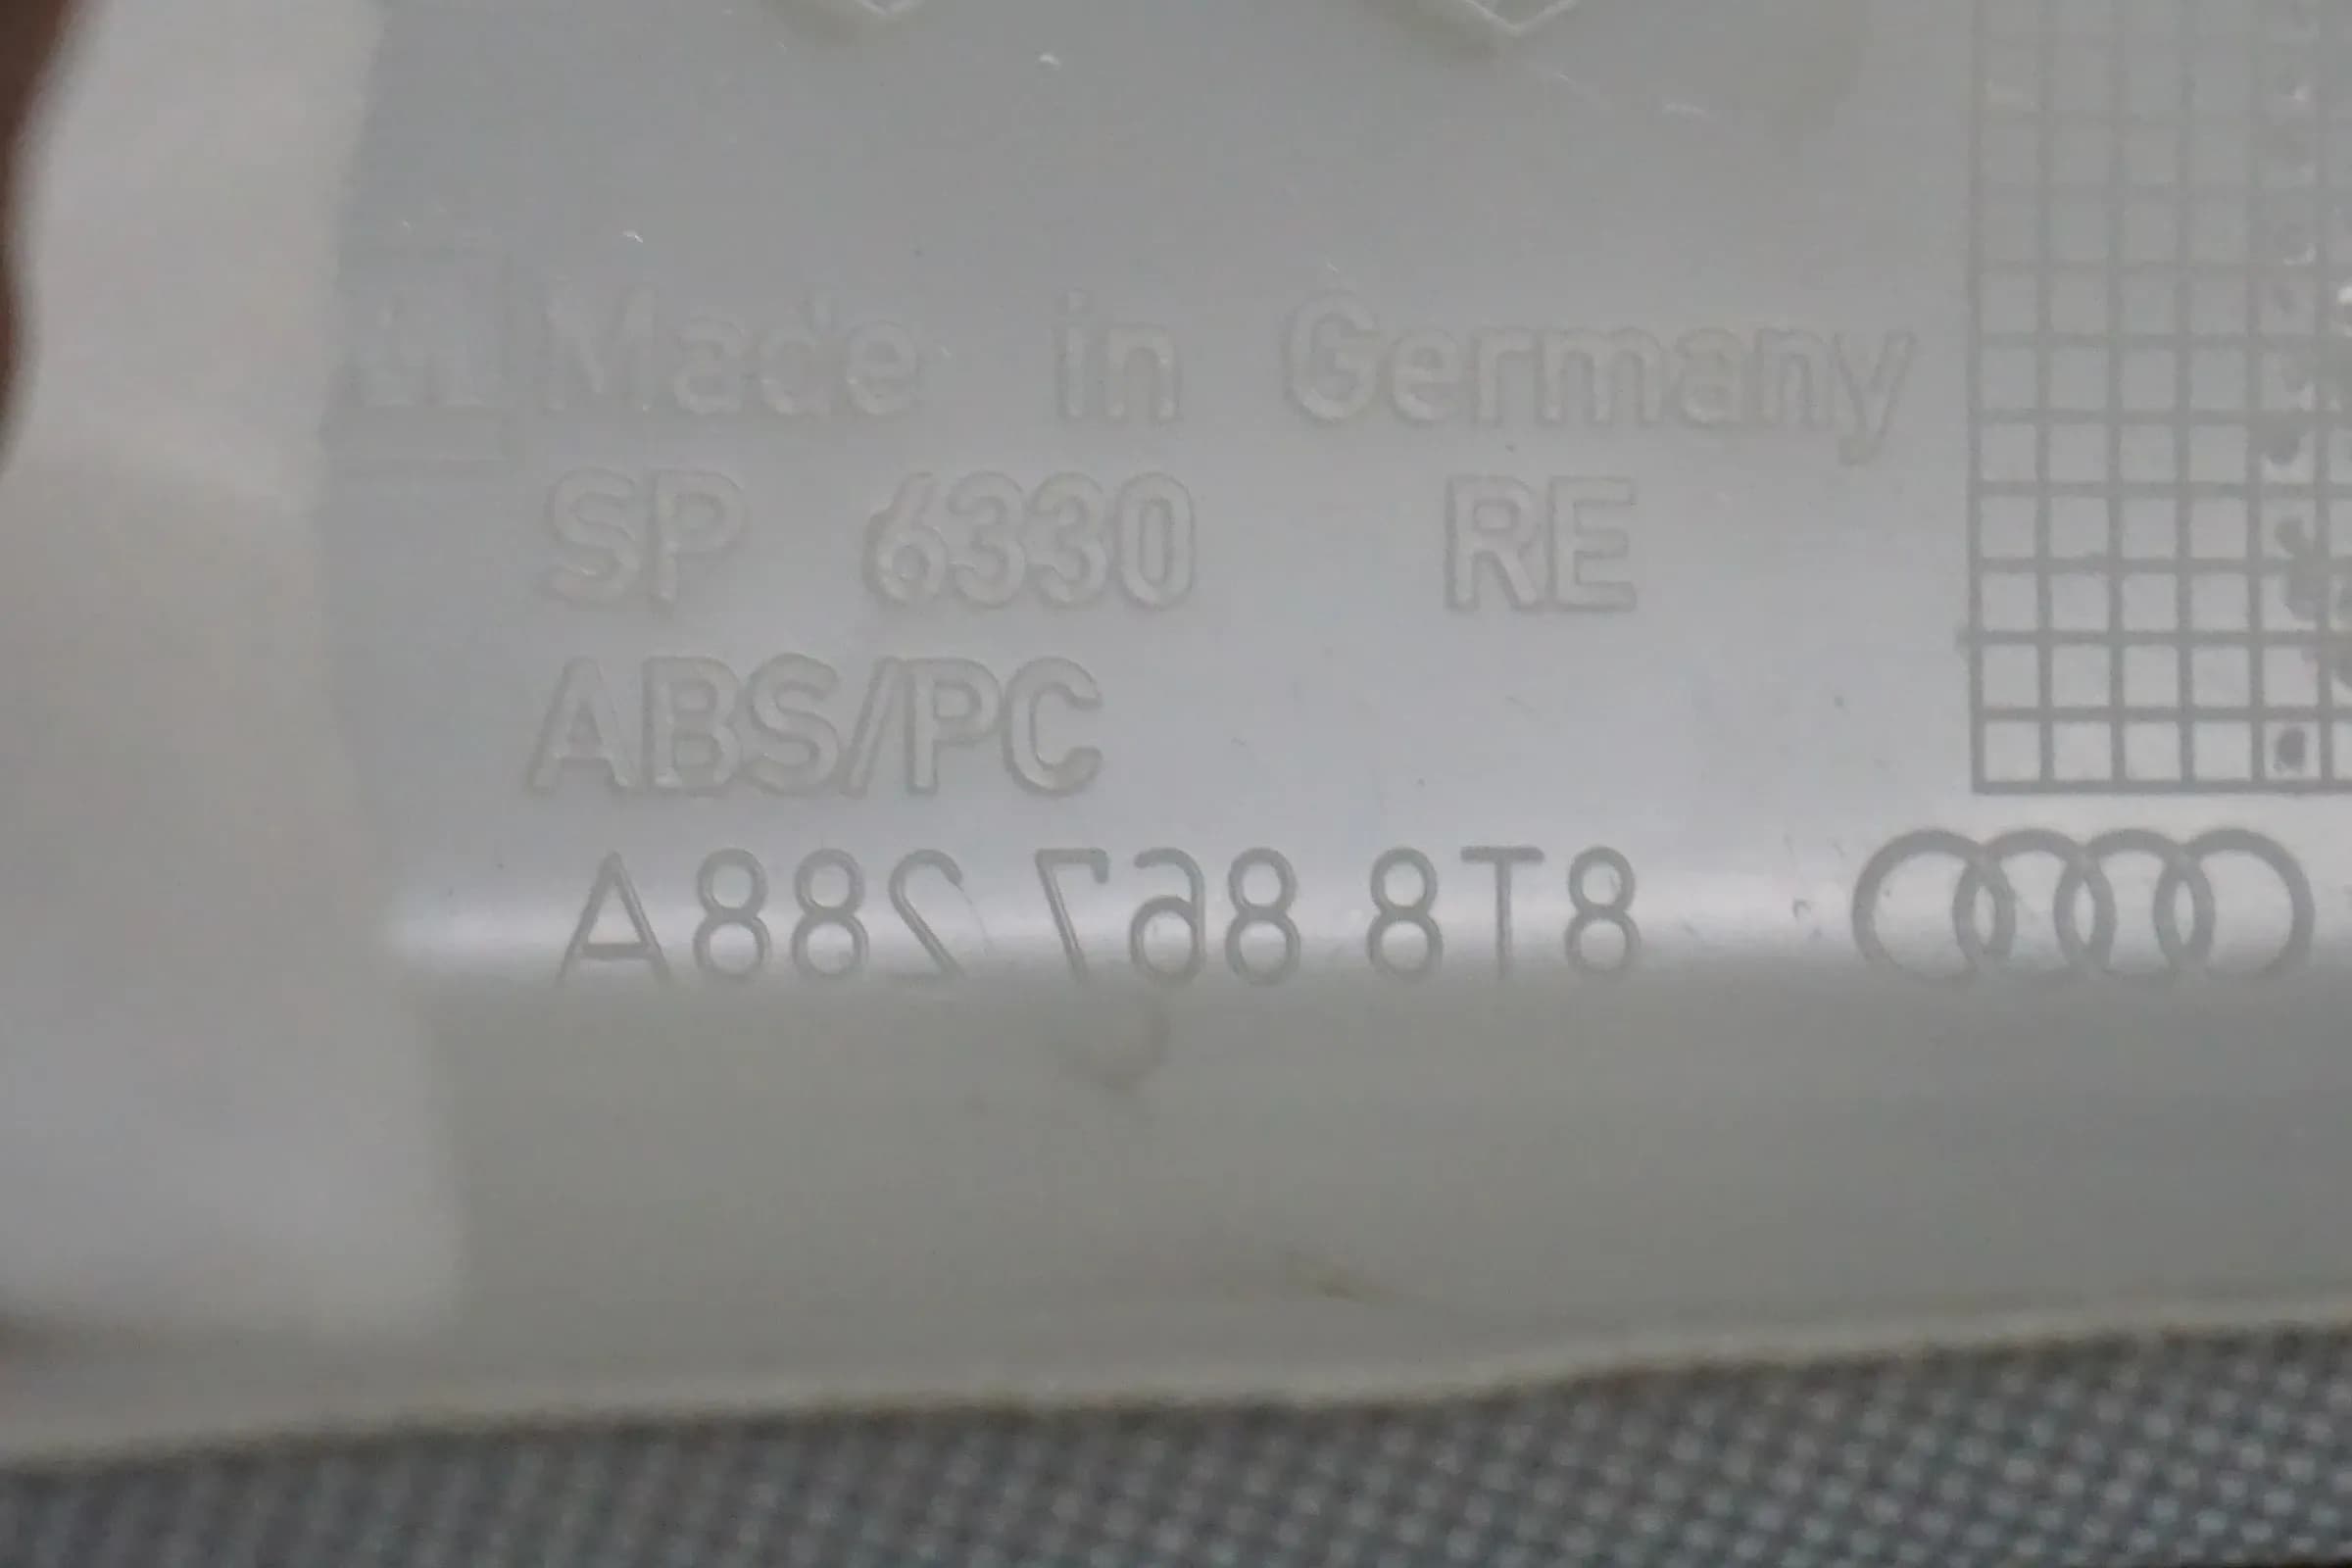 Made in Germany
SP 6330 RE
ABS/PC
8T8 867 288A